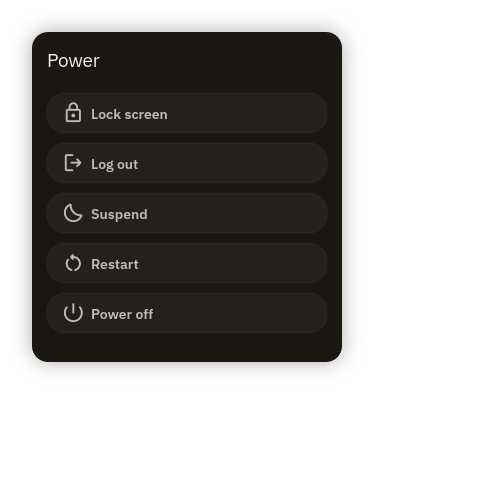 Power
Lock screen
Log out
Suspend
Restart
Power off